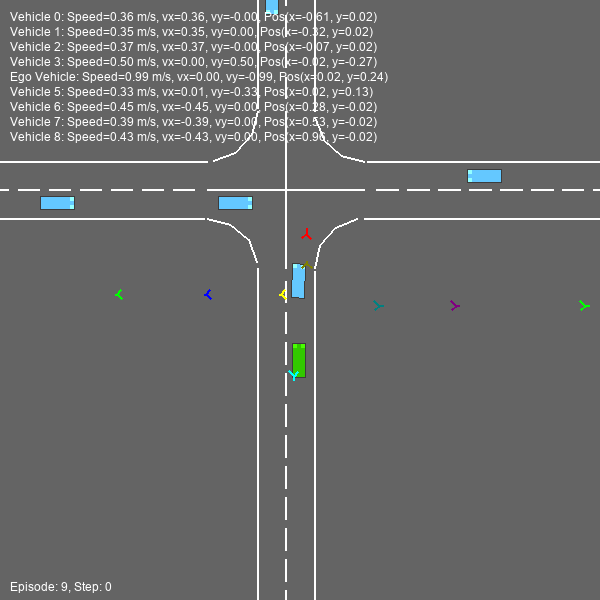 Vehicle 0: Speed=0.36 m/s, vx=0.36, vy=-0.00, Pos(x=-0.61, y=0.02)
Vehicle 1: Speed=0.35 m/s, vx=0.35, vy=0.00, Pos(x=-0.32, y=0.02)
Vehicle 2: Speed=0.37 m/s, vx=0.37, vy=-0.00, Pos(x=-0.07, y=0.02)
Vehicle 3: Speed=0.50 m/s, vx=0.00, vy=0.50, Pos(x=-0.02, y=-0.27)
Ego Vehicle: Speed=0.99 m/s, vx=0.00, vy=-0.99, Pos(x=0.02, y=0.24)
Vehicle 5: Speed=0.33 m/s, vx=0.01, vy=-0.33, Pos(x=0.02, y=0.13)
Vehicle 6: Speed=0.45 m/s, vx=-0.45, vy=-0.00, Pos(x=0.28, y=-0.02)
Vehicle 7: Speed=0.39 m/s, vx=-0.39, vy=0.00, Pos(x=0.53, y=-0.02)
Vehicle 8: Speed=0.43 m/s, vx=-0.43, vy=0.00, Pos(x=0.96, y=-0.02)
Episode: 9, Step: 0